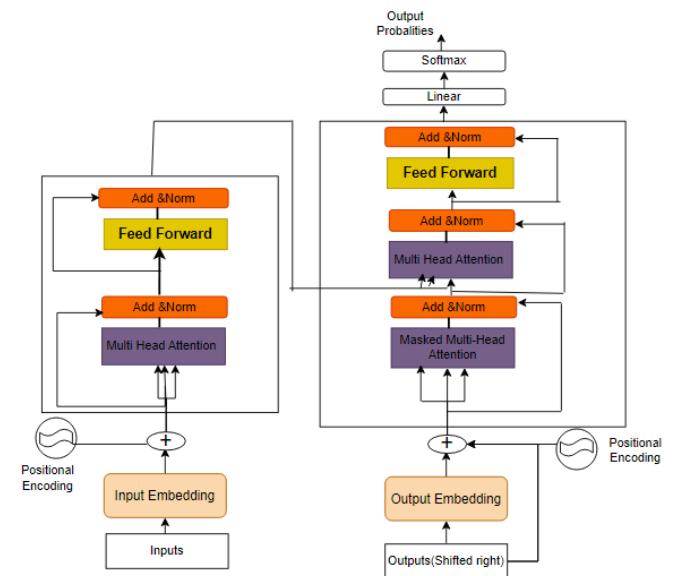 Output
Probalities
Softmax
Linear
Add &Norm
Feed Forward
Add &Norm
Multi Head Attention
Add &Norm
Masked Multi-Head
Attention
Add &Norm
Feed Forward
Add &Norm
Multi Head Attention
+
Positional
Encoding
Input Embedding
Inputs
+
Positional
Encoding
Output Embedding
Outputs(Shifted right)